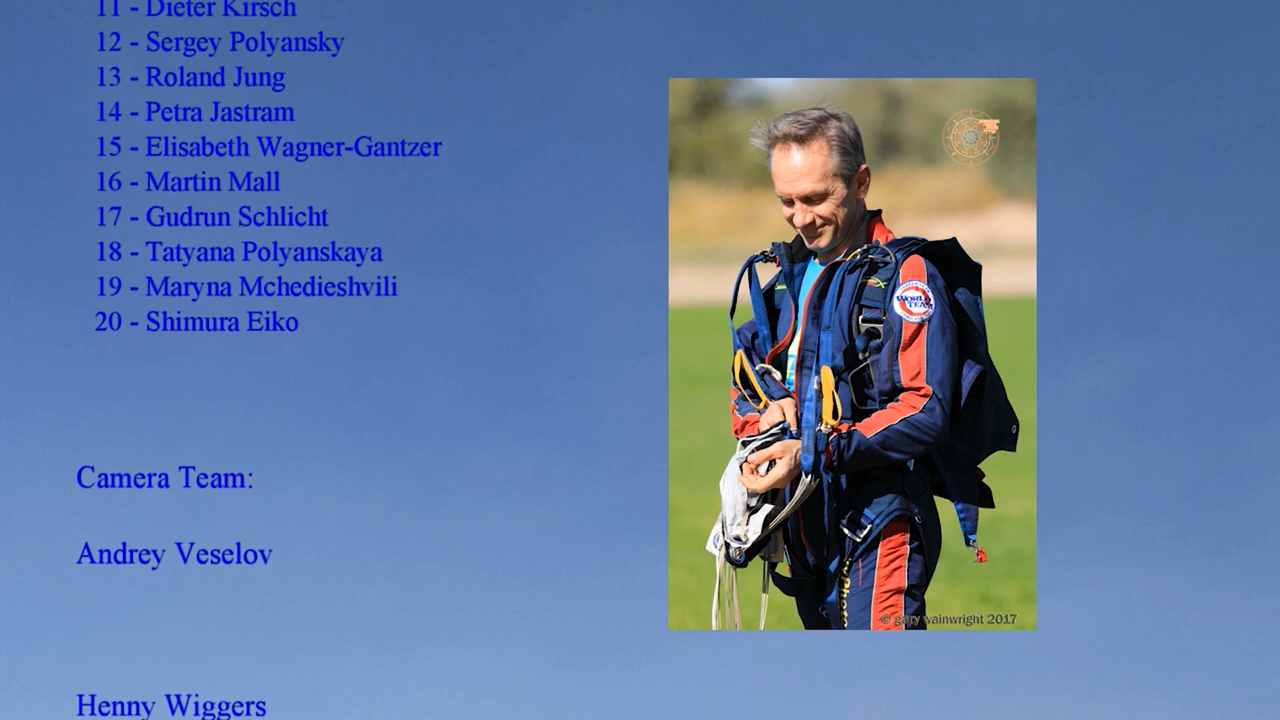 11 - Dieter Kirsch
12 - Sergey Polyansky
13 - Roland Jung
14 - Petra Jastram
15 - Elisabeth Wagner-Gantzer
16 - Martin Mall
17 - Gudrun Schlicht
18 - Tatyana Polyanskaya
19 - Maryna Mchedieshvili
20 - Shimura Eiko
Camera Team:
Andrey Veselov
Henny Wiggers
WORLD
TEAM
© gary wainwright 2017